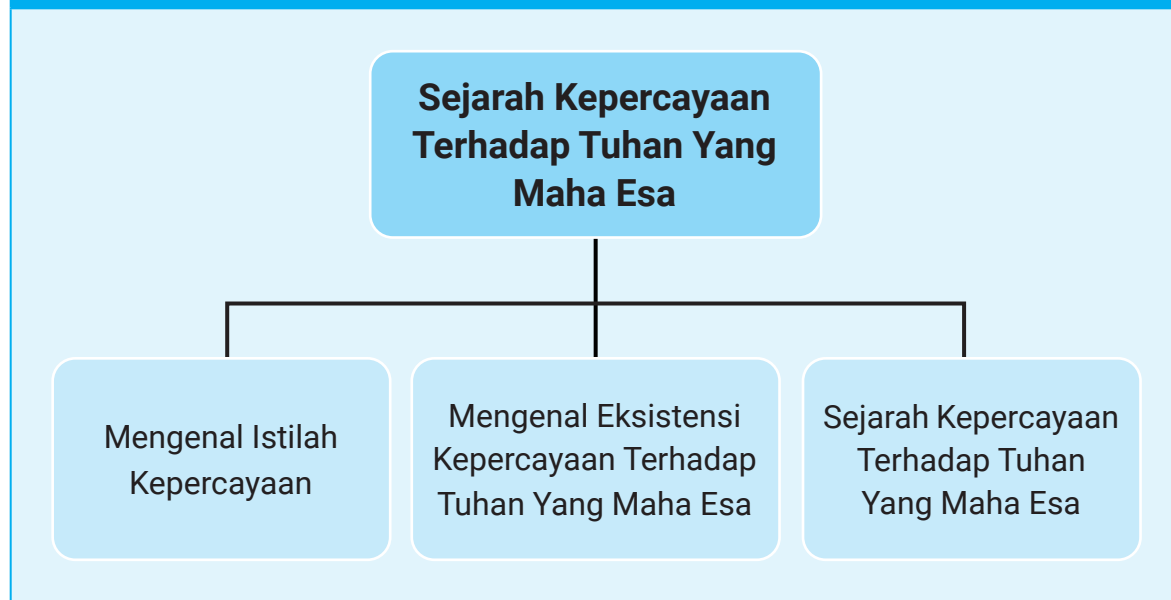 Sejarah Kepercayaan
Terhadap Tuhan Yang
Maha Esa
Mengenal Istilah
Kepercayaan
Mengenal Eksistensi
Kepercayaan Terhadap
Tuhan Yang Maha Esa
Sejarah Kepercayaan
Terhadap Tuhan
Yang Maha Esa